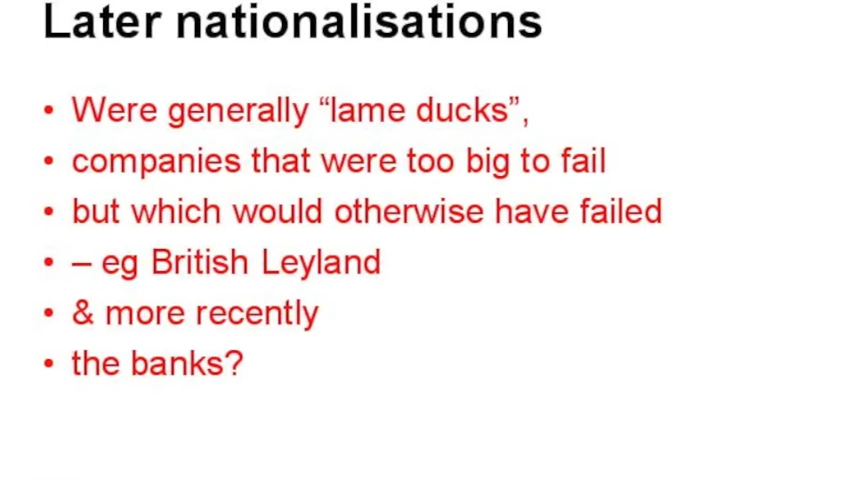 Later nationalisations
• Were generally “lame ducks”,
• companies that were too big to fail
• but which would otherwise have failed
• – eg British Leyland
• & more recently
• the banks?